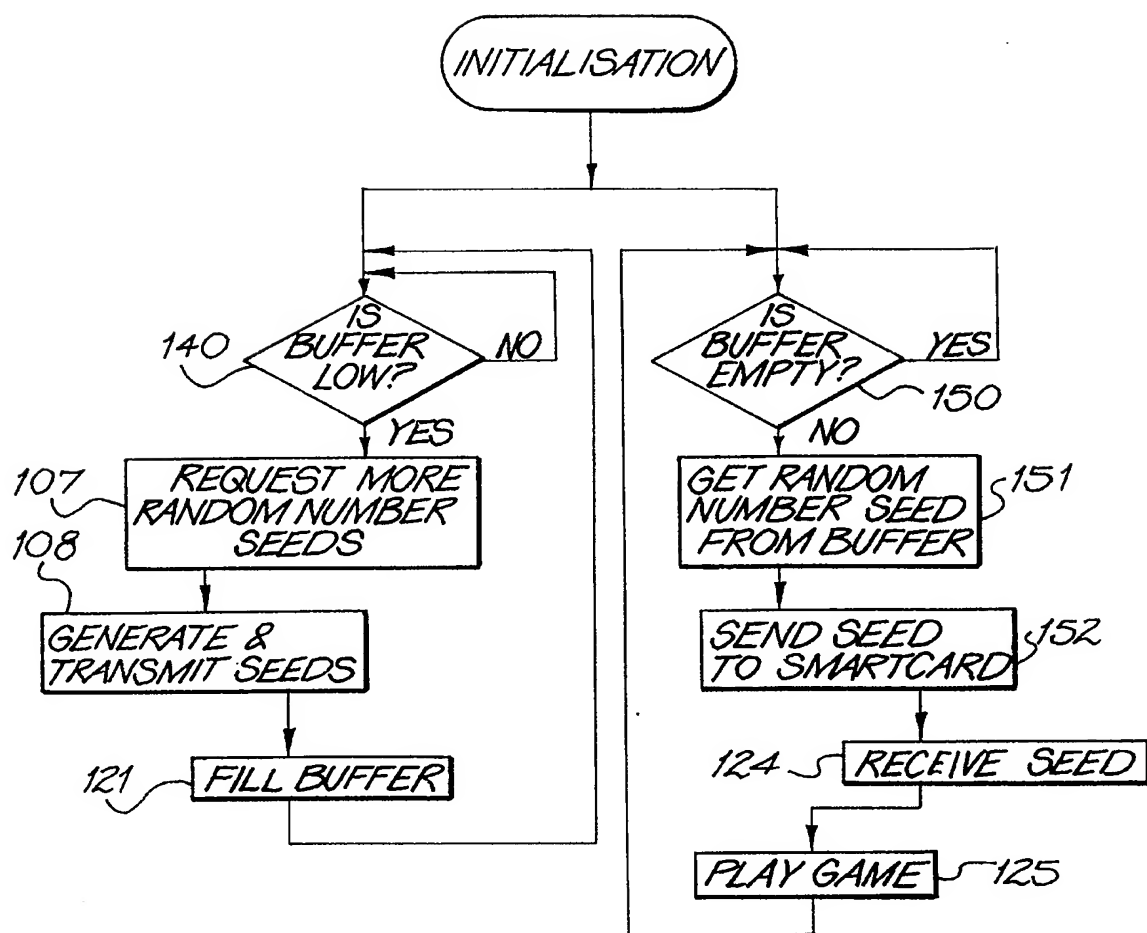 INITIALISATION
IS
BUFFER
LOW?
140
NO
YES
REQUEST MORE
RANDOM NUMBER
SEEDS
107
108
GENERATE &
TRANSMIT SEEDS
121
FILL BUFFER
IS
BUFFER
EMPTY?
YES
150
NO
GET RANDOM
NUMBER SEED
FROM BUFFER
151
SEND SEED
TO SMARTCARD
152
124
RECEIVE SEED
PLAY GAME
125